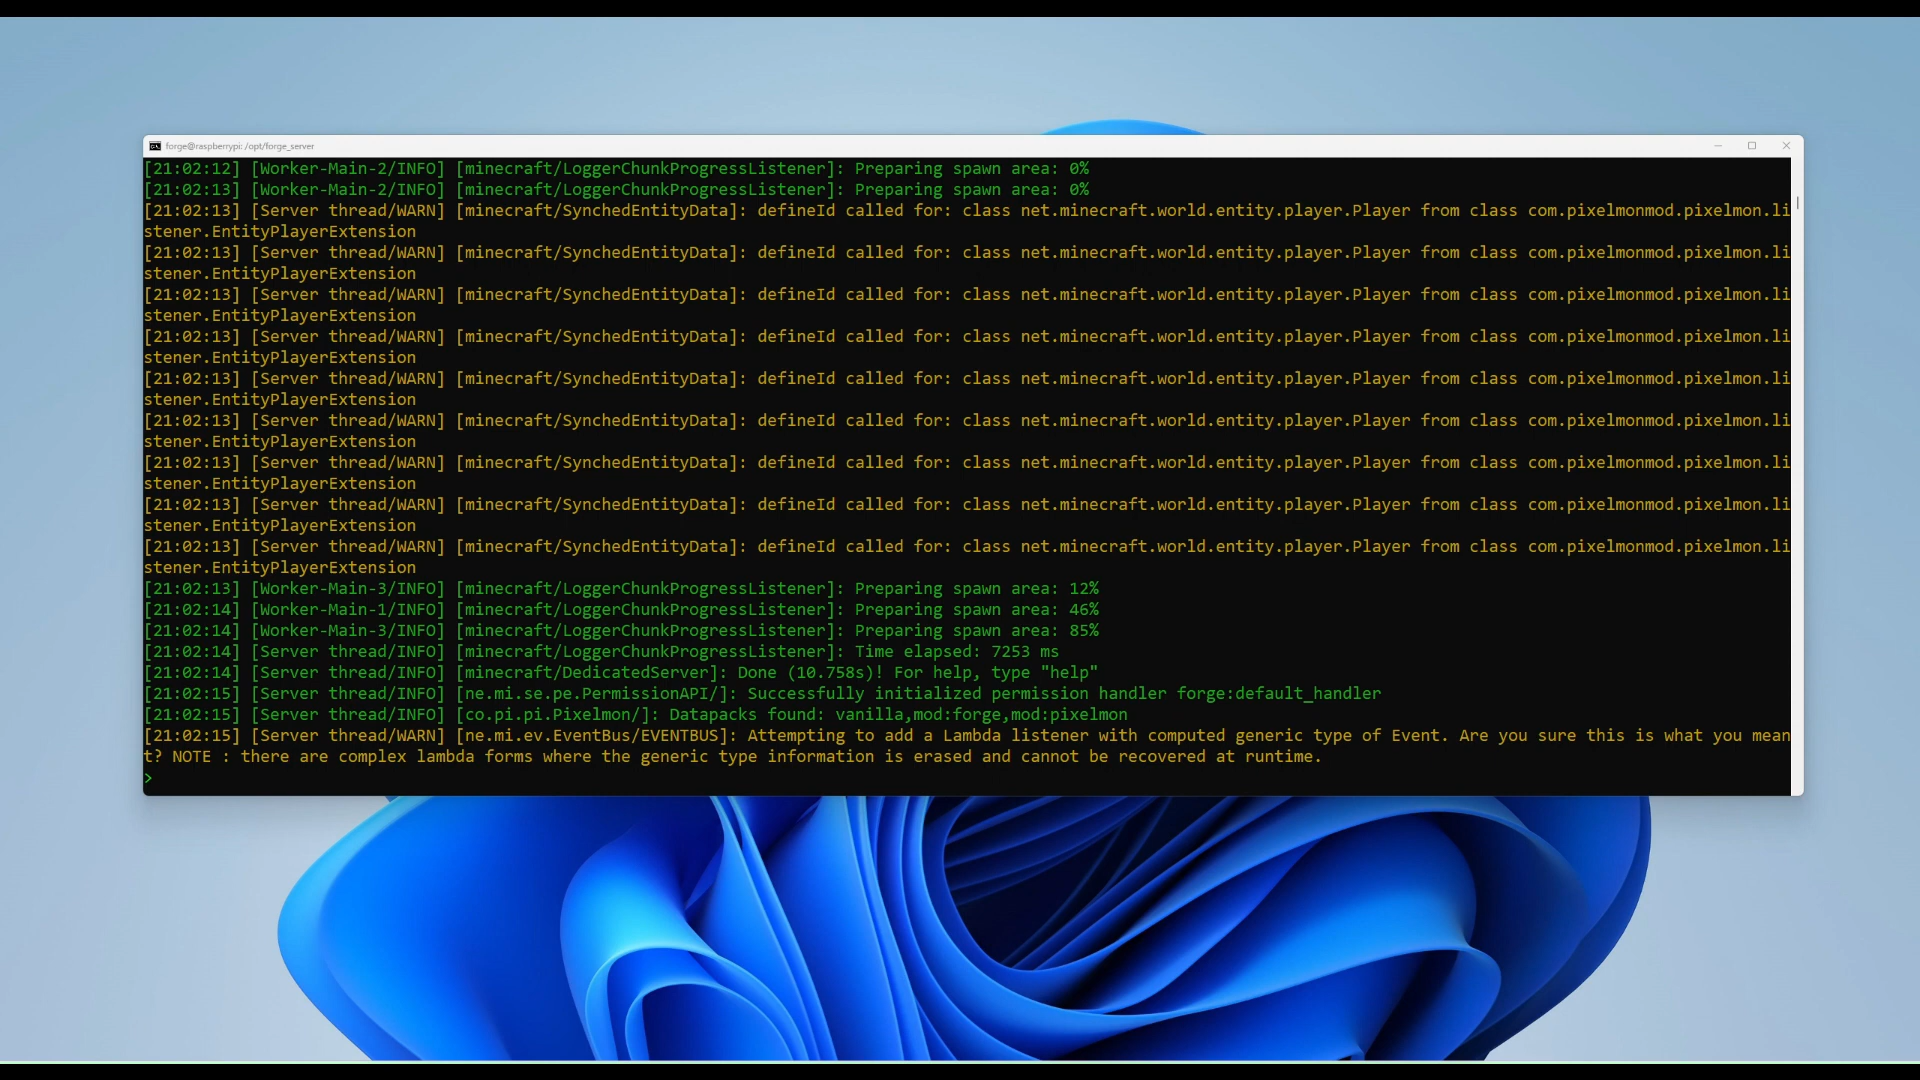 forge@raspberrypi: /opt/forge_server
[21:02:12] [Worker-Main-2/INFO] [minecraft/LoggerChunkProgressListener]: Preparing spawn area: 0%
[21:02:13] [Worker-Main-2/INFO] [minecraft/LoggerChunkProgressListener]: Preparing spawn area: 0%
[21:02:13] [Server thread/WARN] [minecraft/SynchedEntityData]: defineId called for: class net.minecraft.world.entity.player.Player from class com.pixelmonmod.pixelmon.li
stener.EntityPlayerExtension
[21:02:13] [Server thread/WARN] [minecraft/SynchedEntityData]: defineId called for: class net.minecraft.world.entity.player.Player from class com.pixelmonmod.pixelmon.li
stener.EntityPlayerExtension
[21:02:13] [Server thread/WARN] [minecraft/SynchedEntityData]: defineId called for: class net.minecraft.world.entity.player.Player from class com.pixelmonmod.pixelmon.li
stener.EntityPlayerExtension
[21:02:13] [Server thread/WARN] [minecraft/SynchedEntityData]: defineId called for: class net.minecraft.world.entity.player.Player from class com.pixelmonmod.pixelmon.li
stener.EntityPlayerExtension
[21:02:13] [Server thread/WARN] [minecraft/SynchedEntityData]: defineId called for: class net.minecraft.world.entity.player.Player from class com.pixelmonmod.pixelmon.li
stener.EntityPlayerExtension
[21:02:13] [Server thread/WARN] [minecraft/SynchedEntityData]: defineId called for: class net.minecraft.world.entity.player.Player from class com.pixelmonmod.pixelmon.li
stener.EntityPlayerExtension
[21:02:13] [Server thread/WARN] [minecraft/SynchedEntityData]: defineId called for: class net.minecraft.world.entity.player.Player from class com.pixelmonmod.pixelmon.li
stener.EntityPlayerExtension
[21:02:13] [Server thread/WARN] [minecraft/SynchedEntityData]: defineId called for: class net.minecraft.world.entity.player.Player from class com.pixelmonmod.pixelmon.li
stener.EntityPlayerExtension
[21:02:13] [Server thread/WARN] [minecraft/SynchedEntityData]: defineId called for: class net.minecraft.world.entity.player.Player from class com.pixelmonmod.pixelmon.li
stener.EntityPlayerExtension
[21:02:13] [Worker-Main-3/INFO] [minecraft/LoggerChunkProgressListener]: Preparing spawn area: 12%
[21:02:14] [Worker-Main-1/INFO] [minecraft/LoggerChunkProgressListener]: Preparing spawn area: 46%
[21:02:14] [Worker-Main-3/INFO] [minecraft/LoggerChunkProgressListener]: Preparing spawn area: 85%
[21:02:14] [Server thread/INFO] [minecraft/LoggerChunkProgressListener]: Time elapsed: 7253 ms
[21:02:14] [Server thread/INFO] [minecraft/DedicatedServer]: Done (10.758s)! For help, type "help"
[21:02:15] [Server thread/INFO] [ne.mi.se.pe.PermissionAPI/]: Successfully initialized permission handler forge:default_handler
[21:02:15] [Server thread/INFO] [co.pi.pi.Pixelmon/]: Datapacks found: vanilla,mod:forge,mod:pixelmon
[21:02:15] [Server thread/WARN] [ne.mi.ev.EventBus/EVENTBUS]: Attempting to add a Lambda listener with computed generic type of Event. Are you sure this is what you mean
t? NOTE : there are complex lambda forms where the generic type information is erased and cannot be recovered at runtime.
>